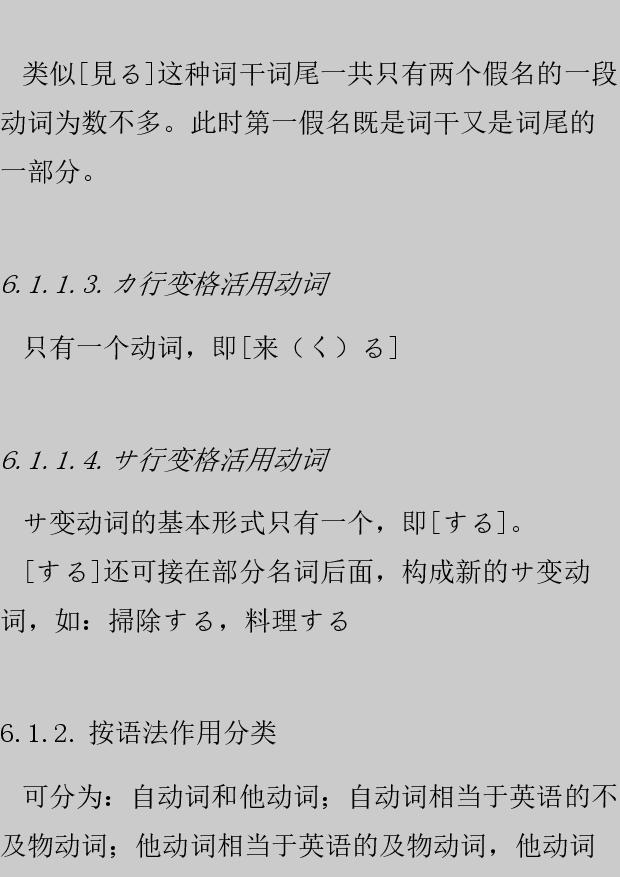 类似[見る]这种词干词尾一共只有两个假名的一段
动词为数不多。此时第一假名既是词干又是词尾的
一部分。
6.1.1.3. カ行变格活用动词
只有一个动词，即[来（く）る]
6.1.1.4. サ行变格活用动词
サ变动词的基本形式只有一个，即[する]。
[する]还可接在部分名词后面，构成新的サ变动
词，如：掃除する，料理する
6.1.2. 按语法作用分类
可分为：自动词和他动词；自动词相当于英语的不
及物动词；他动词相当于英语的及物动词，他动词